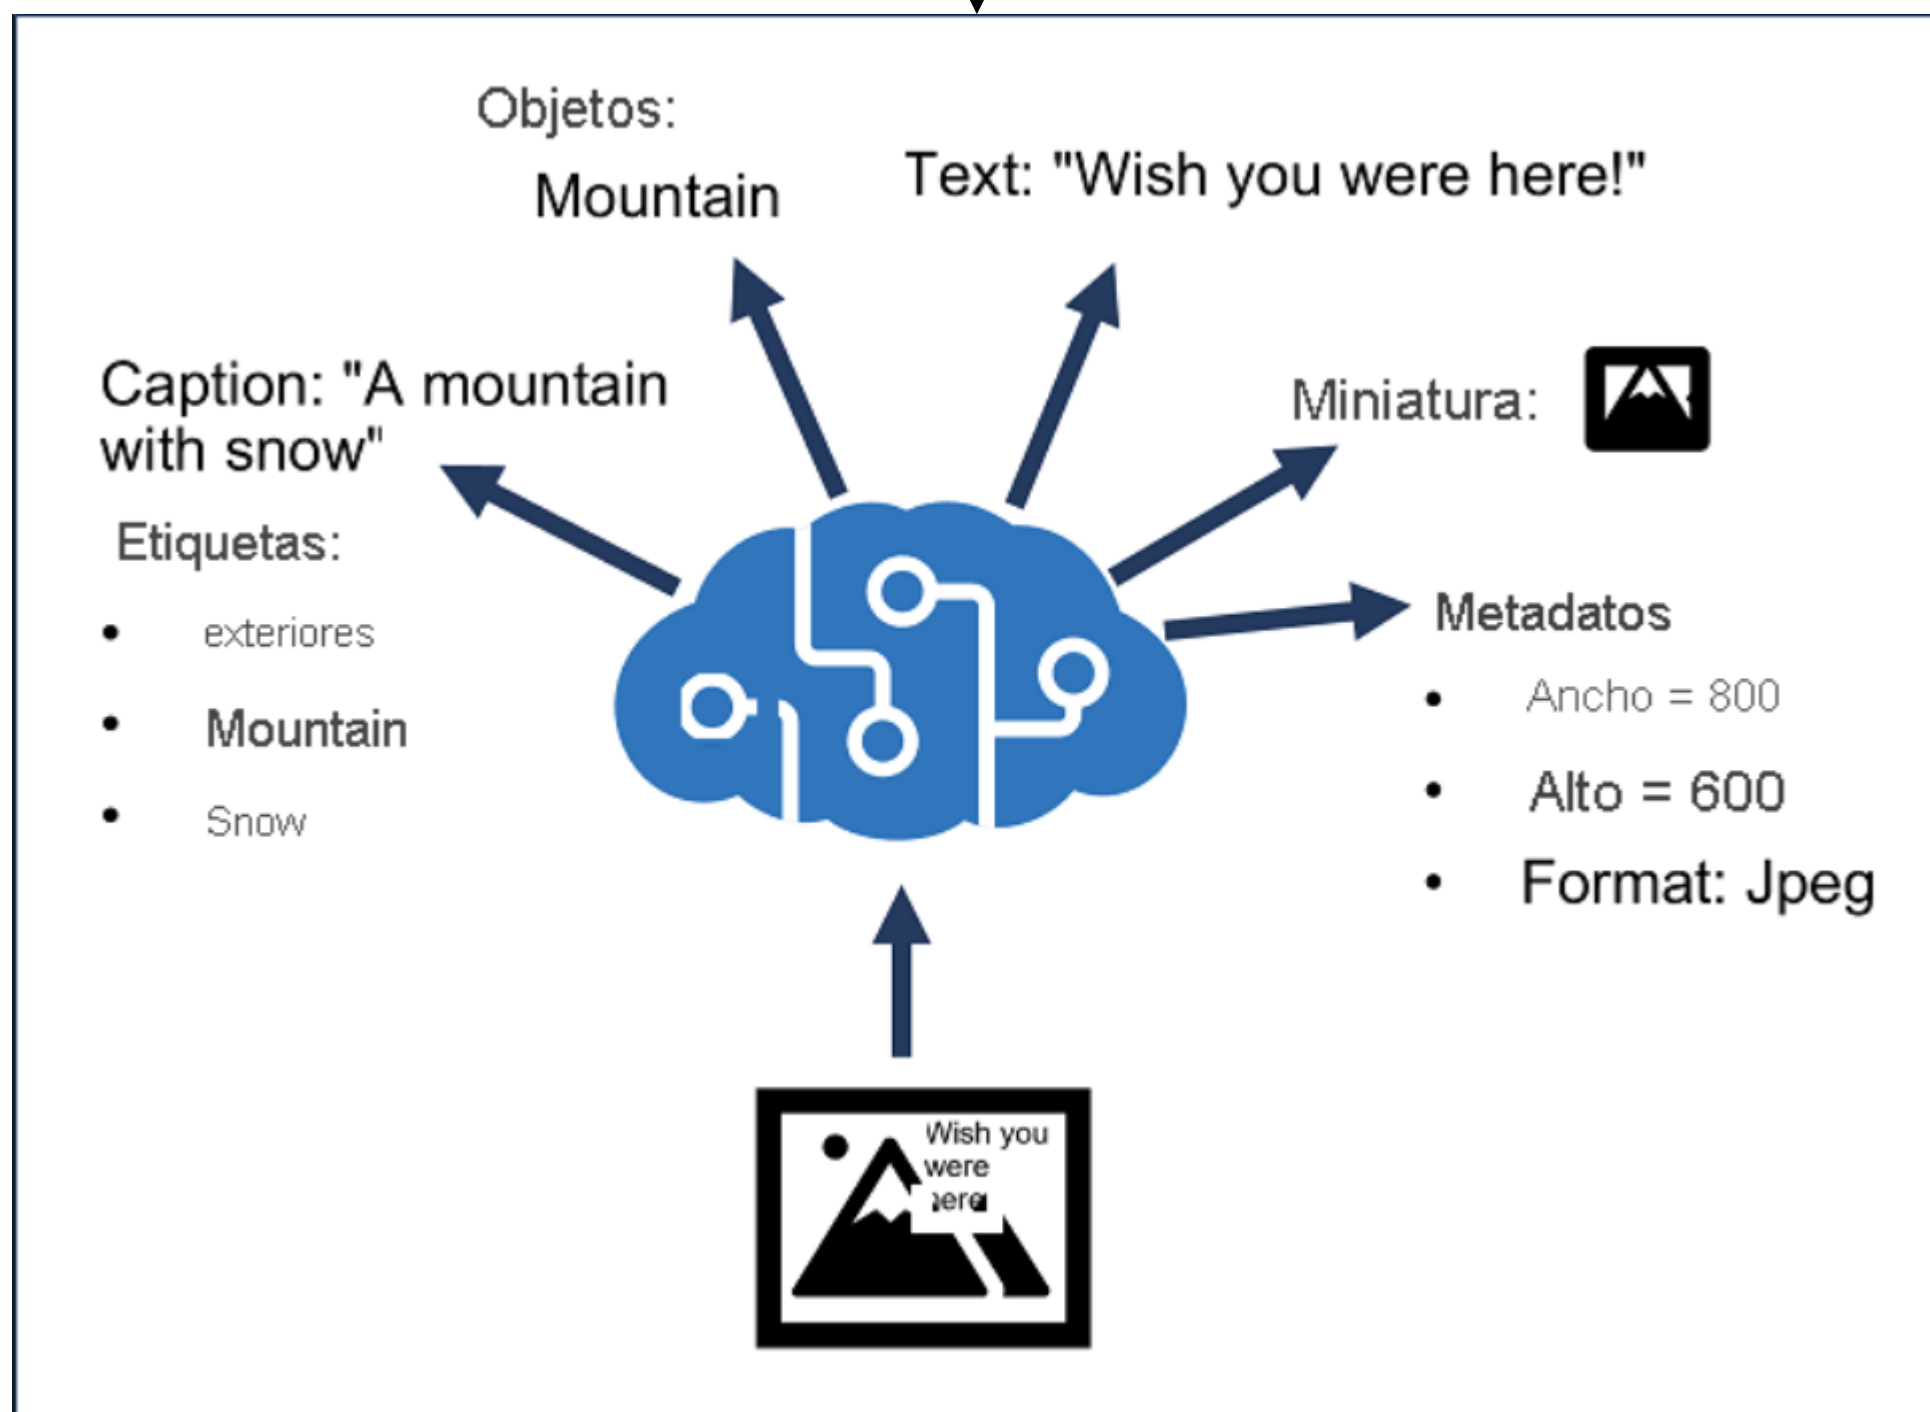 Objetos:
Mountain
Text: "Wish you were here!"
Caption: "A mountain
with snow"
Miniatura:
Etiquetas:
exteriores
Mountain
Snow
Metadatos
Ancho = 800
Alto = 600
Format: Jpeg
Wish you
were
here